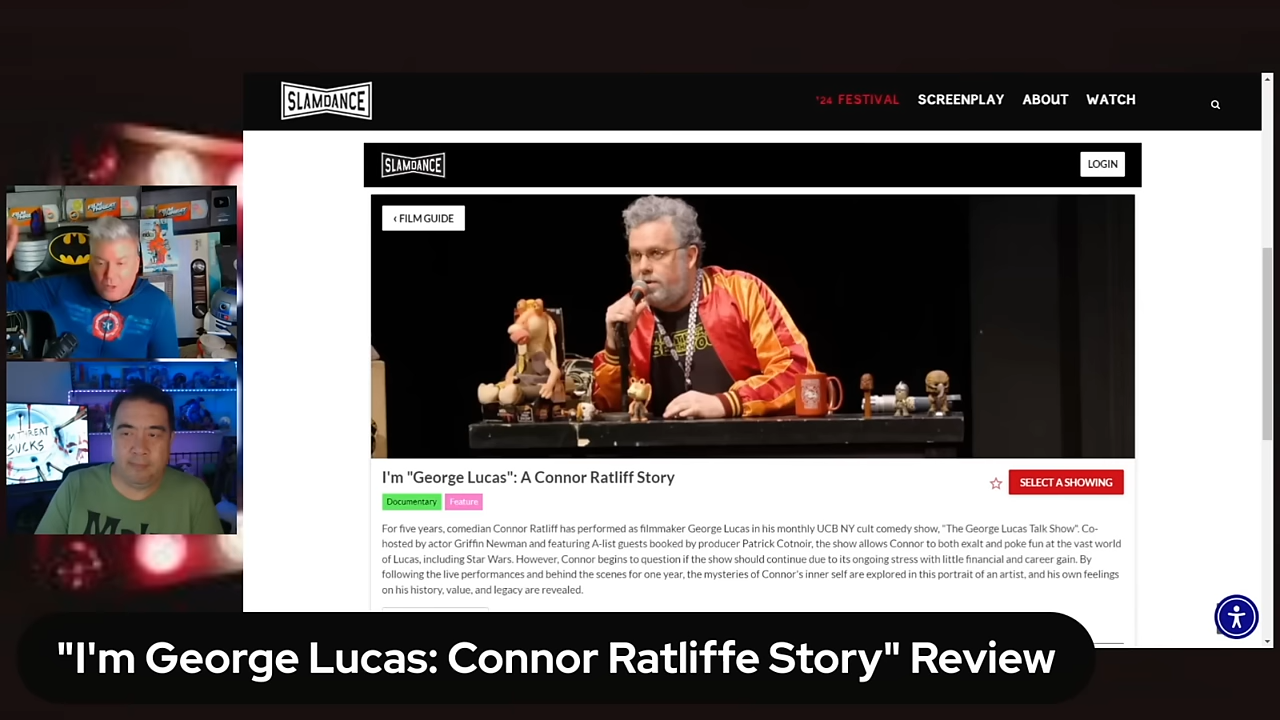 SLAMDANCE
'24 FESTIVAL SCREENPLAY ABOUT WATCH
SLAMDANCE
LOGIN
‹ FILM GUIDE
I'm "George Lucas": A Connor Ratliff Story
SELECT A SHOWING
Documentary Feature
For five years, comedian Connor Ratliff has performed as filmmaker George Lucas in his monthly UCB NY cult comedy show, "The George Lucas Talk Show". Co-
hosted by actor Griffin Newman and featuring A-list guests booked by producer Patrick Cotnoir, the show allows Connor to both exalt and poke fun at the vast world
of Lucas, including Star Wars. However, Connor begins to question if the show should continue due to its ongoing stress with little financial and career gain. By
following the live performances and behind the scenes for one year, the mysteries of Connor's inner self are explored in this portrait of an artist, and his own feelings
on his history, value, and legacy are revealed.
SUCKS
"I'm George Lucas: Connor Ratliffe Story" Review